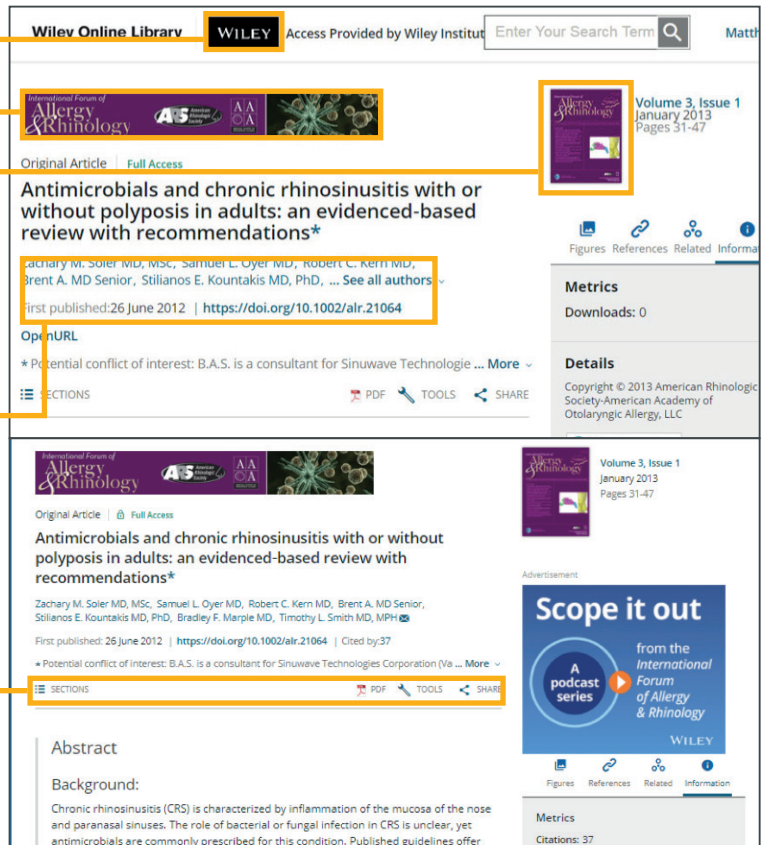 Wiley Online Library WILEY Access Provided by Wiley Institut Enter Your Search Term Matth
International Forum of
Allergy
&Rhinology
ARS American Rhinologic Society
AA
OA
Allergy
&Rhinology
Volume 3, Issue 1
January 2013
Pages 31-47
Original Article Full Access
Antimicrobials and chronic rhinosinusitis with or
without polyposis in adults: an evidenced-based
review with recommendations*
Zachary M. Soler MD, MSc, Samuel L. Oyer MD, Robert C. Kern MD,
Brent A. MD Senior, Stilianos E. Kountakis MD, PhD, ... See all authors
First published:26 June 2012 | https://doi.org/10.1002/alr.21064
OpenURL
* Potential conflict of interest: B.A.S. is a consultant for Sinuwave Technologie ... More
SECTIONS PDF TOOLS SHARE
Figures References Related Informat
Metrics
Downloads: 0
Details
Copyright © 2013 American Rhinologic
Society-American Academy of
Otolaryngic Allergy, LLC
International Forum of
Allergy
&Rhinology
ARS American Rhinologic Society
AA
OA
Allergy
&Rhinology
Volume 3, Issue 1
January 2013
Pages 31-47
Original Article Full Access
Antimicrobials and chronic rhinosinusitis with or without
polyposis in adults: an evidenced-based review with
recommendations*
Zachary M. Soler MD, MSc, Samuel L. Oyer MD, Robert C. Kern MD, Brent A. MD Senior,
Stilianos E. Kountakis MD, PhD, Bradley F. Marple MD, Timothy L. Smith MD, MPH
First published: 26 June 2012 | https://doi.org/10.1002/alr.21064 | Cited by:37
* Potential conflict of interest: B.A.S. is a consultant for Sinuwave Technologies Corporation (Va ... More
SECTIONS PDF TOOLS SHARE
Abstract
Background:
Chronic rhinosinusitis (CRS) is characterized by inflammation of the mucosa of the nose
and paranasal sinuses. The role of bacterial or fungal infection in CRS is unclear, yet
antimicrobials are commonly prescribed for this condition. Published guidelines offer
Advertisement
Scope it out
A
podcast
series
from the
International
Forum
of Allergy
& Rhinology
WILEY
Figures References Related Information
Metrics
Citations: 37